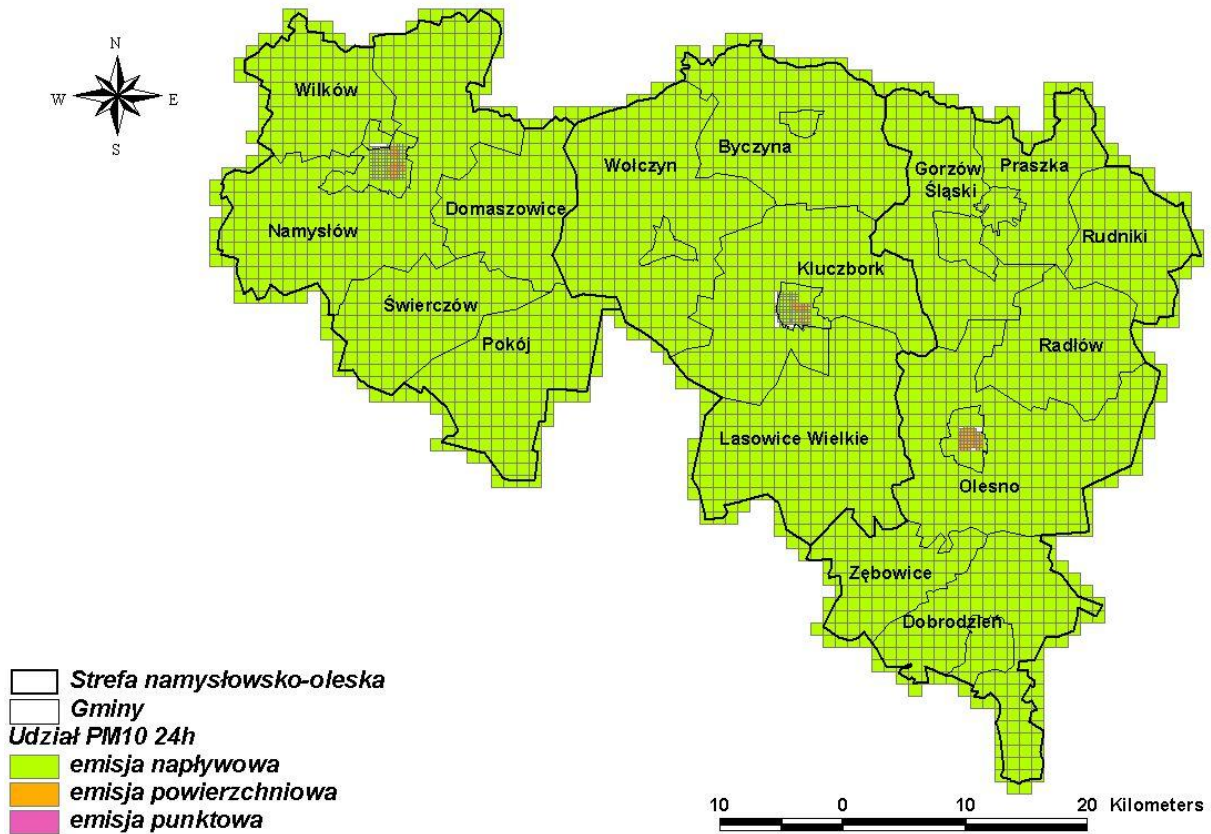 N
W E
S
Wilków
Byczyna
Wołczyn
Praszka
Gorzów
Śląski
Domaszowice
Namysłów
Rudniki
Kluczbork
Świerczów
Pokój
Radłów
Lasowice Wielkie
Olesno
Zębowice
Dobrodzień
Strefa namysłowsko-oleska
Gminy
Udział PM10 24h
emisja napływowa
emisja powierzchniowa
emisja punktowa
10 0 10 20 Kilometers